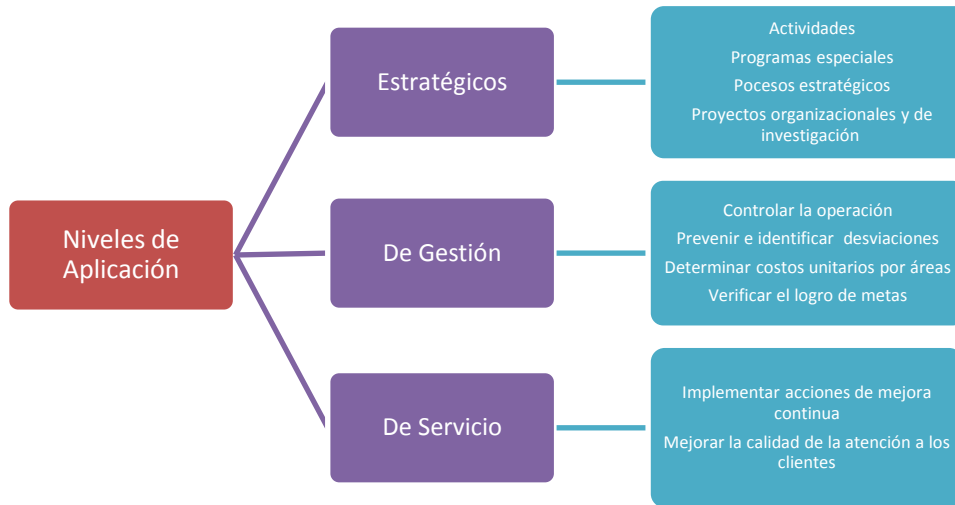 Niveles de
Aplicación
Estratégicos
Actividades
Programas especiales
Pocesos estratégicos
Proyectos organizacionales y de
investigación
De Gestión
Controlar la operación
Prevenir e identificar desviaciones
Determinar costos unitarios por áreas
Verificar el logro de metas
De Servicio
Implementar acciones de mejora
continua
Mejorar la calidad de la atención a los
clientes